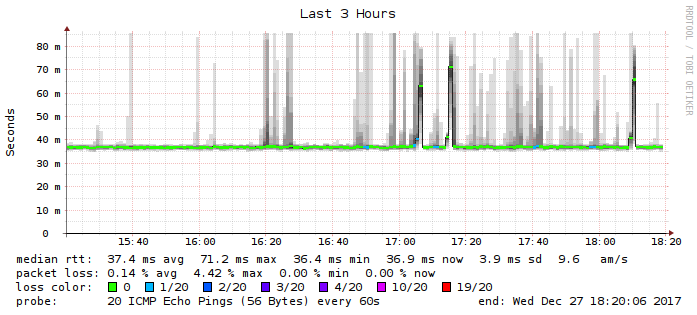 Last 3 Hours
RRDTOOL / TOBI OETIKER
Seconds
80 m
70 m
60 m
50 m
40 m
30 m
20 m
10 m
0
15:40 16:00 16:20 16:40 17:00 17:20 17:40 18:00 18:20
median rtt: 37.4 ms avg 71.2 ms max 36.4 ms min 36.9 ms now 3.9 ms sd 9.6 am/s
packet loss: 0.14 % avg 4.42 % max 0.00 % min 0.00 % now
loss color: 0 1/20 2/20 3/20 4/20 10/20 19/20
probe: 20 ICMP Echo Pings (56 Bytes) every 60s end: Wed Dec 27 18:20:06 2017